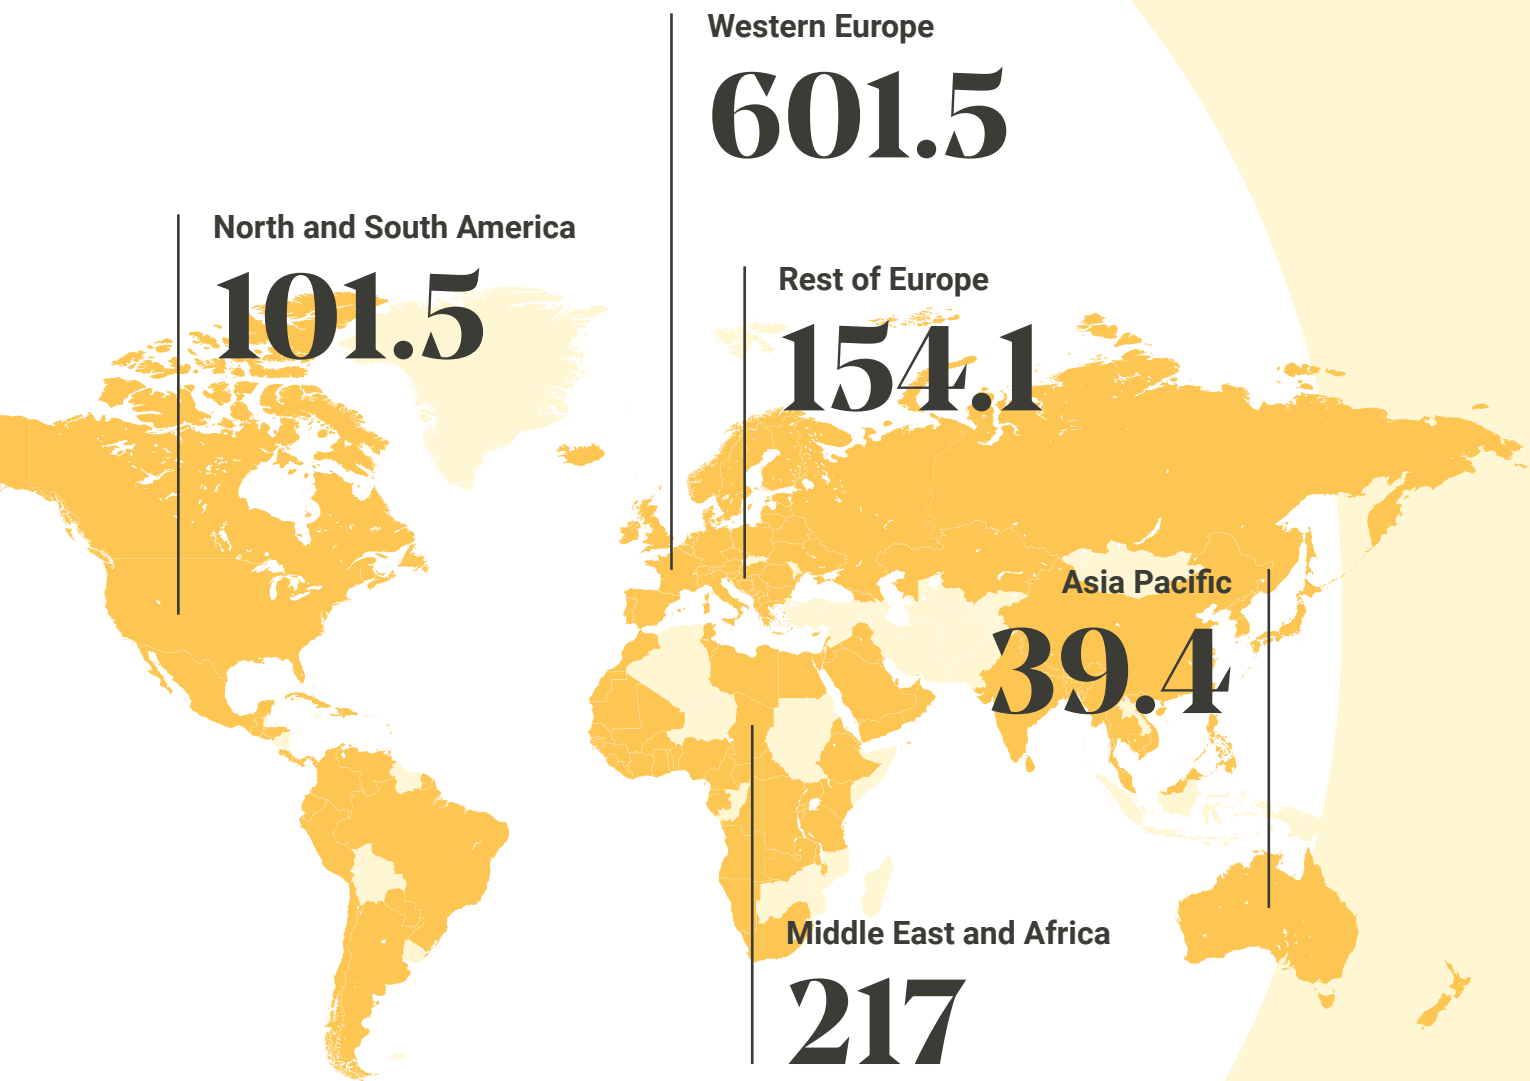 Western Europe
601.5
North and South America
101.5
Rest of Europe
154.1
Asia Pacific
39.4
Middle East and Africa
217